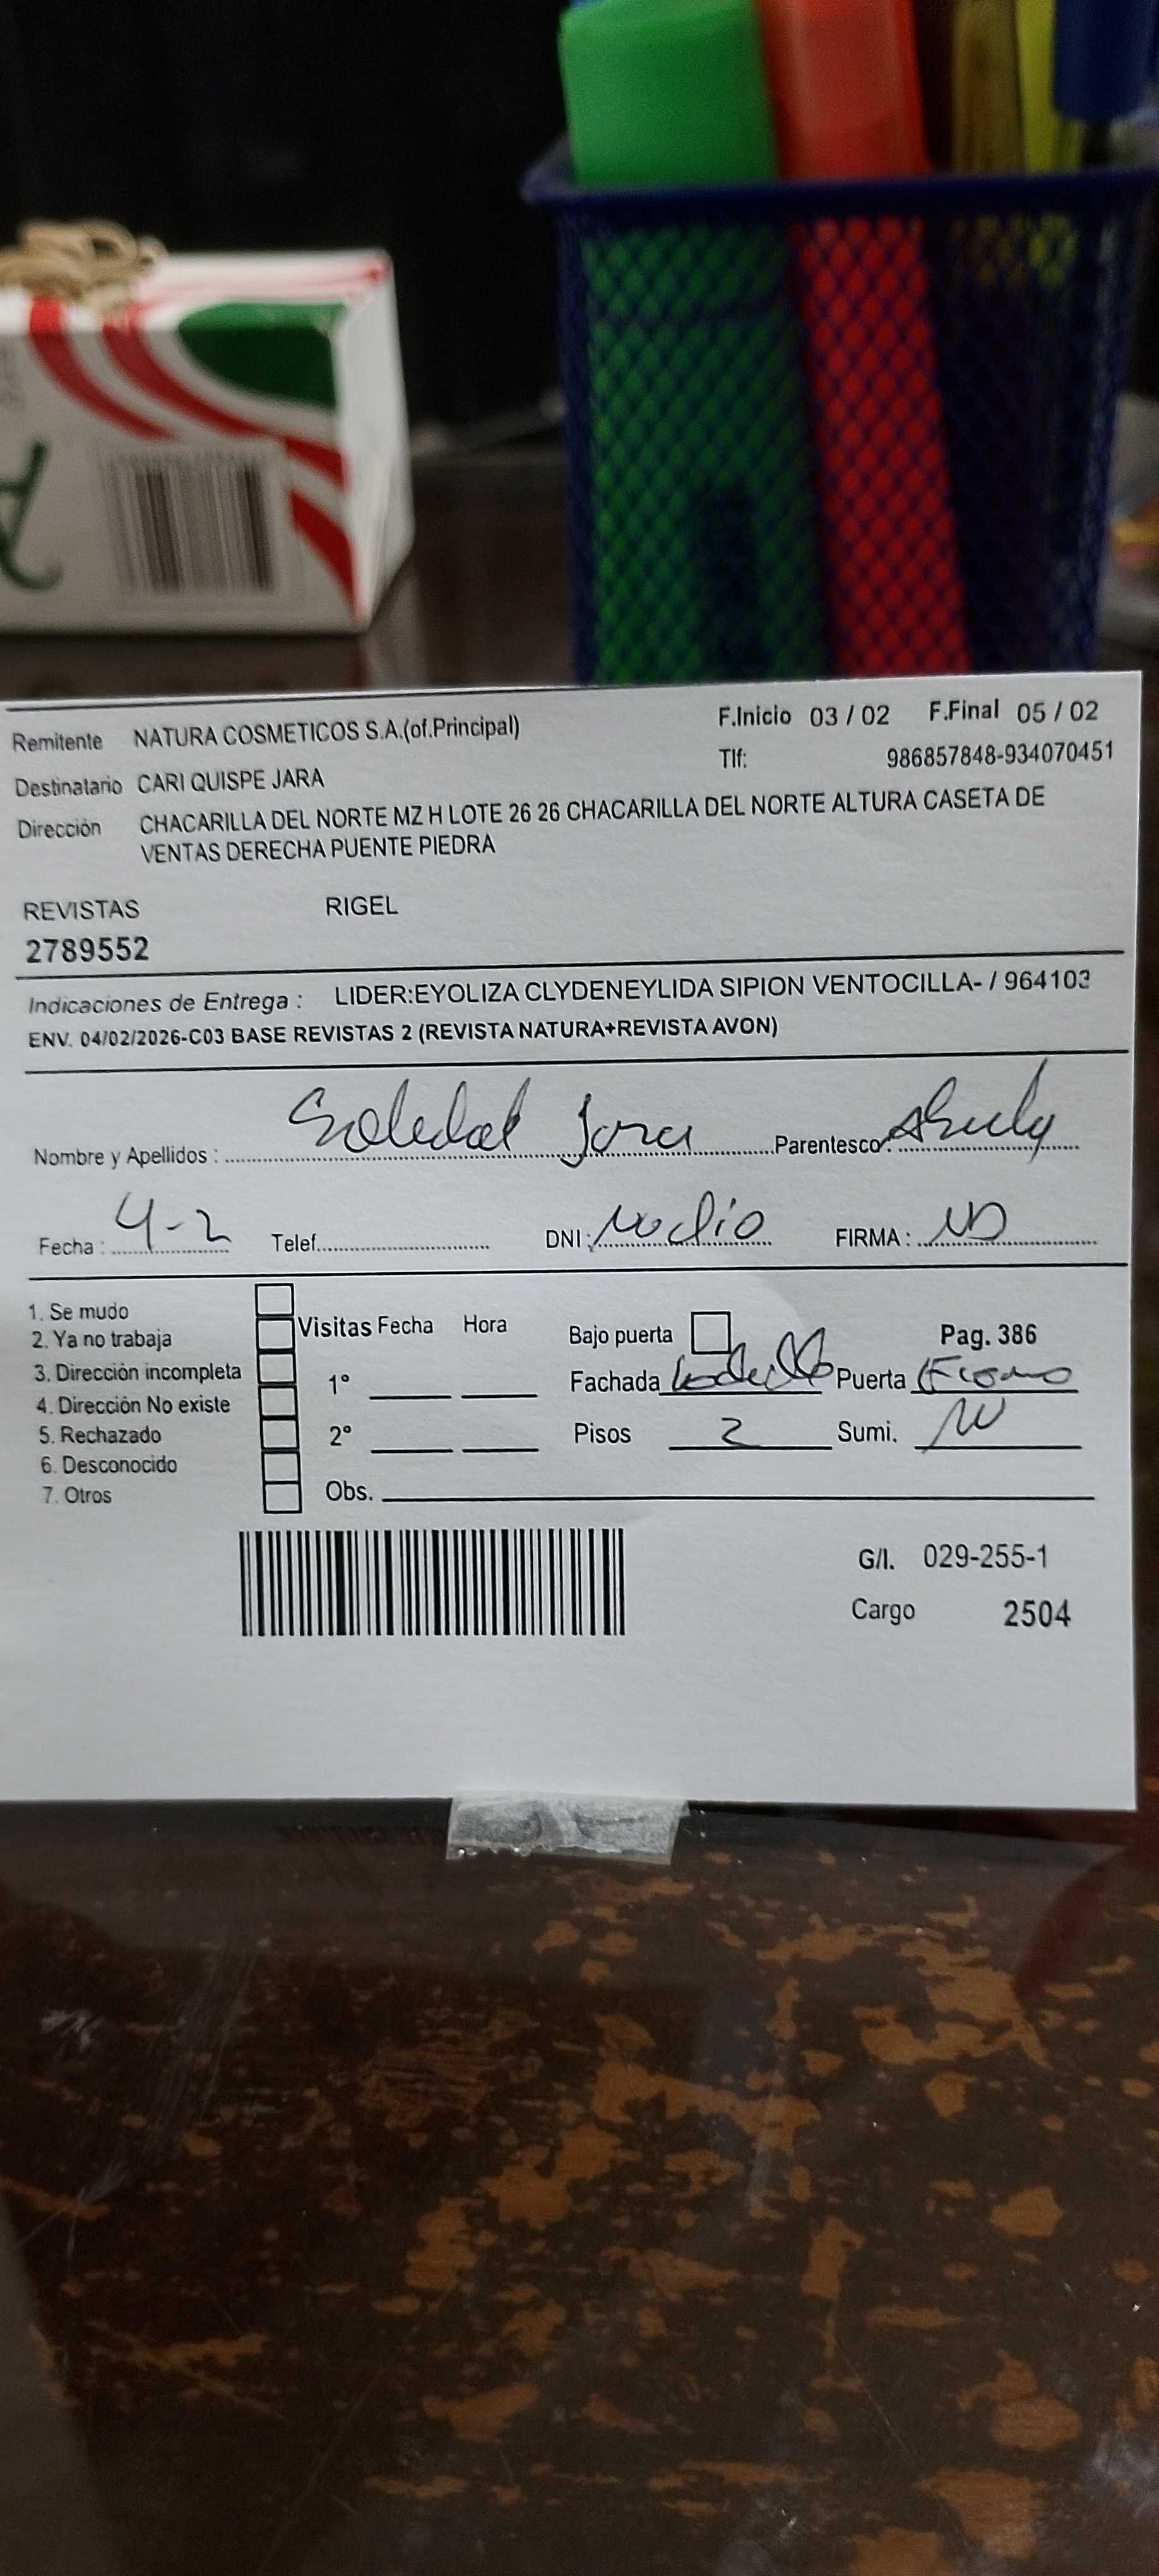 Remitente NATURA COSMETICOS S.A.(of.Principal) F.Inicio 03 / 02 F.Final 05 / 02
Tlf: 986857848-934070451
Destinatario CARI QUISPE JARA
Dirección CHACARILLA DEL NORTE MZ H LOTE 26 26 CHACARILLA DEL NORTE ALTURA CASETA DE
VENTAS DERECHA PUENTE PIEDRA
REVISTAS RIGEL
2789552
Indicaciones de Entrega : LIDER:EYOLIZA CLYDENEYLIDA SIPION VENTOCILLA- / 964103
ENV. 04/02/2026-C03 BASE REVISTAS 2 (REVISTA NATURA+REVISTA AVON)
Nombre y Apellidos : Soledad Jara Parentesco:
Fecha : 4-2 Telef. DNI : No dio FIRMA :
1. Se mudo
2. Ya no trabaja
3. Dirección incompleta
4. Dirección No existe
5. Rechazado
6. Desconocido
7. Otros
Visitas Fecha Hora
1°
2°
Obs.
Bajo puerta Pag. 386
Fachada Ladrillo Puerta Fierro
Pisos 2 Sumi.
G/I. 029-255-1
Cargo 2504